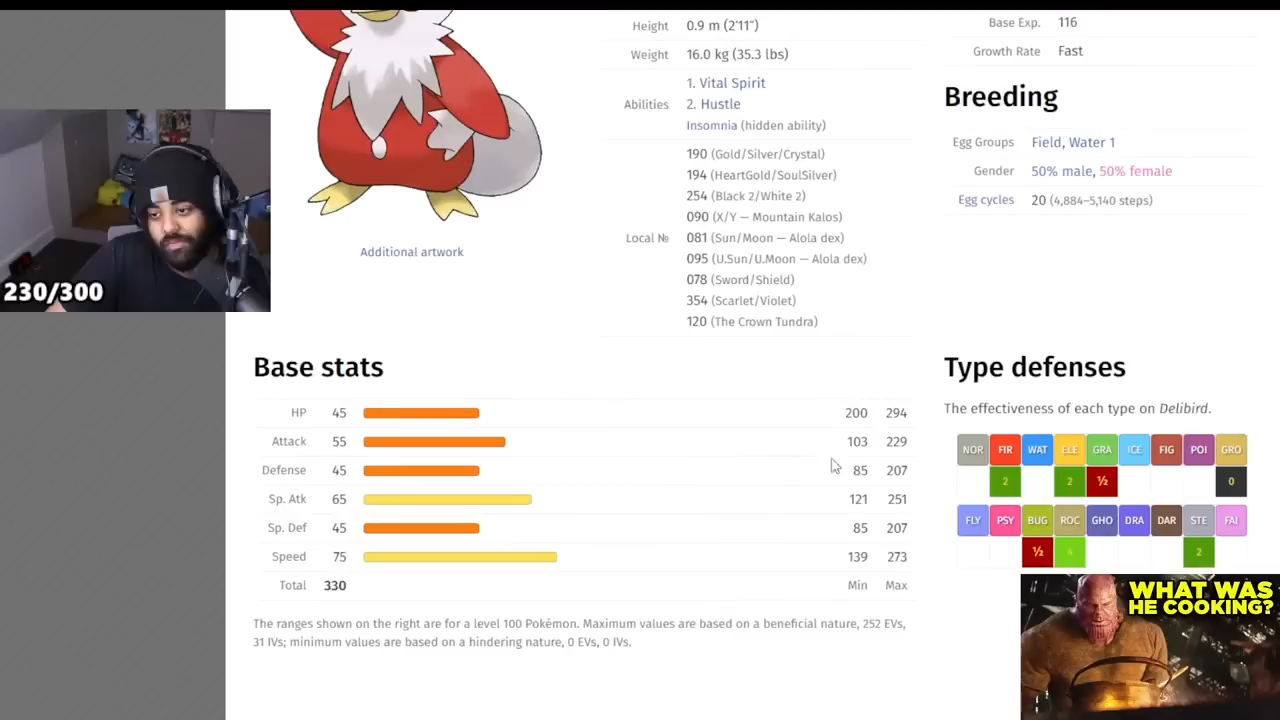 Height 0.9 m (2′11″)
Weight 16.0 kg (35.3 lbs)
Abilities
1. Vital Spirit
2. Hustle
Insomnia (hidden ability)
Local №
190 (Gold/Silver/Crystal)
194 (HeartGold/SoulSilver)
254 (Black 2/White 2)
090 (X/Y — Mountain Kalos)
081 (Sun/Moon — Alola dex)
095 (U.Sun/U.Moon — Alola dex)
078 (Sword/Shield)
354 (Scarlet/Violet)
120 (The Crown Tundra)
Base Exp. 116
Growth Rate Fast
Breeding
Egg Groups Field, Water 1
Gender 50% male, 50% female
Egg cycles 20 (4,884–5,140 steps)
Additional artwork
230/300
Base stats
HP 45 200 294
Attack 55 103 229
Defense 45 85 207
Sp. Atk 65 121 251
Sp. Def 45 85 207
Speed 75 139 273
Total 330 Min Max
The ranges shown on the right are for a level 100 Pokémon. Maximum values are based on a beneficial nature, 252 EVs,
31 IVs; minimum values are based on a hindering nature, 0 EVs, 0 IVs.
Type defenses
The effectiveness of each type on Delibird.
NOR FIR WAT ELE GRA ICE FIG POI GRO
2 2 ½ 0
FLY PSY BUG ROC GHO DRA DAR STE FAI
½ 4 2
WHAT WAS
HE COOKING?